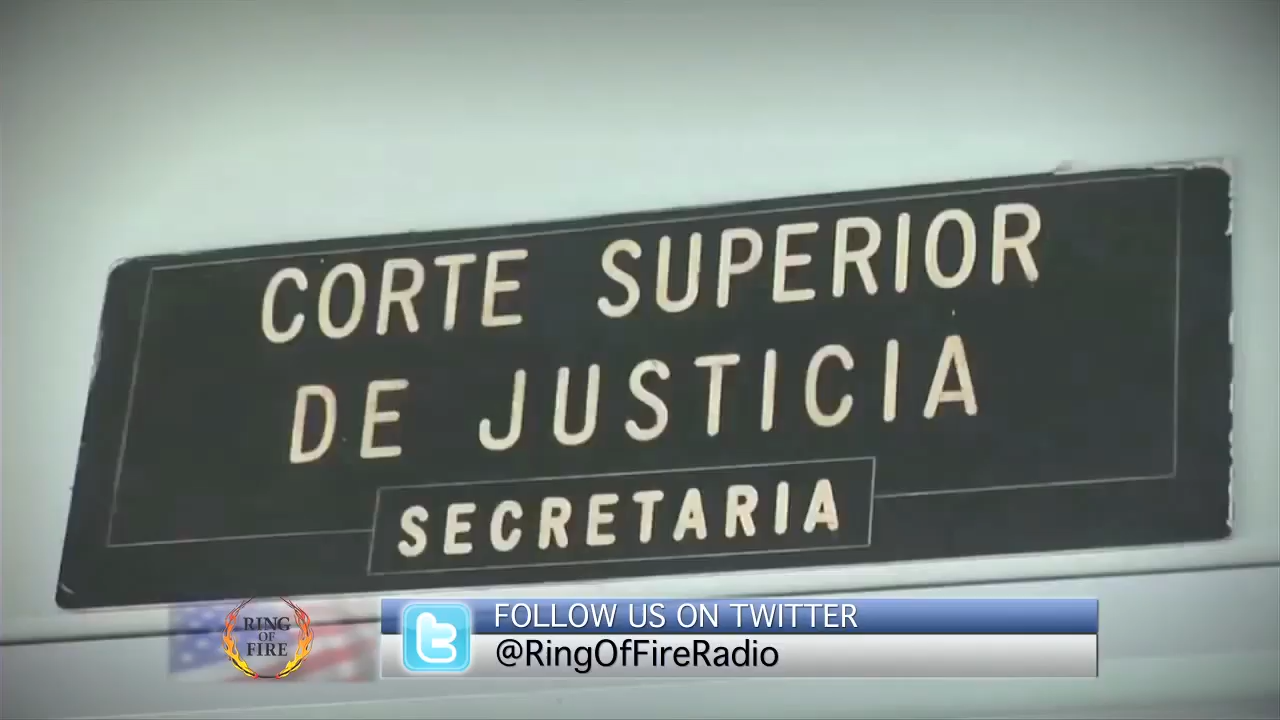 CORTE SUPERIOR
DE JUSTICIA
SECRETARIA
RING
OF
FIRE
FOLLOW US ON TWITTER
@RingOfFireRadio